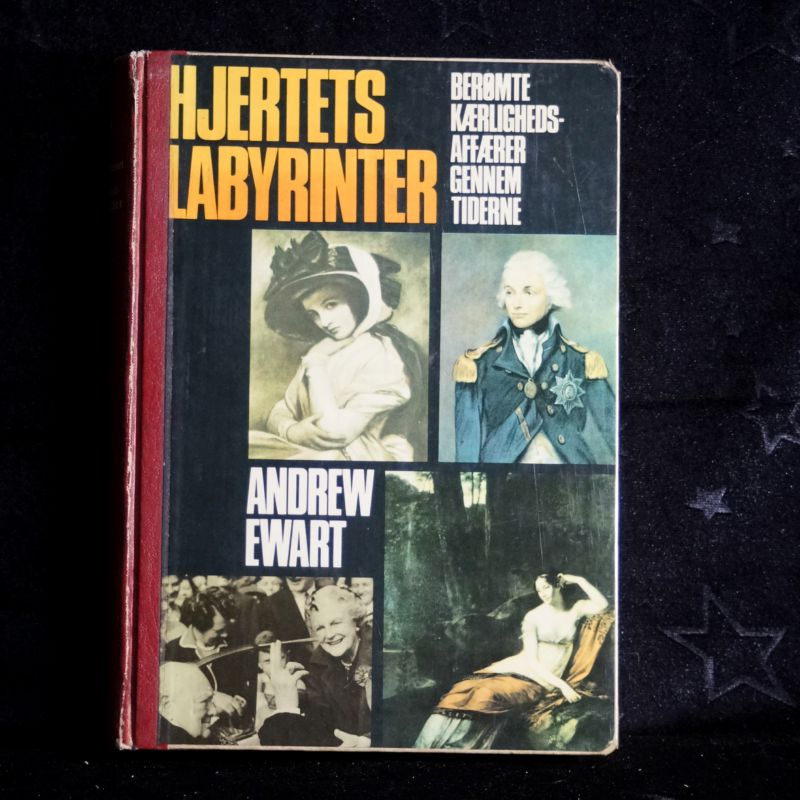 HJERTETS
LABYRINTER
BERØMTE
KÆRLIGHEDS-
AFFÆRER
GENNEM
TIDERNE
ANDREW
EWART